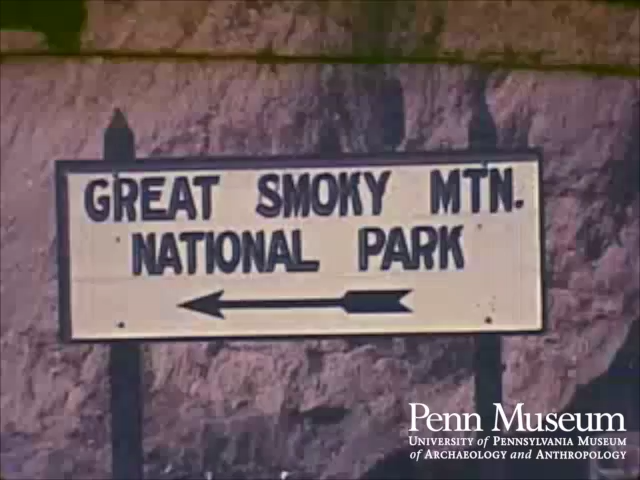 GREAT SMOKY MTN.
NATIONAL PARK
Penn Museum
UNIVERSITY of PENNSYLVANIA MUSEUM
of ARCHAEOLOGY and ANTHROPOLOGY